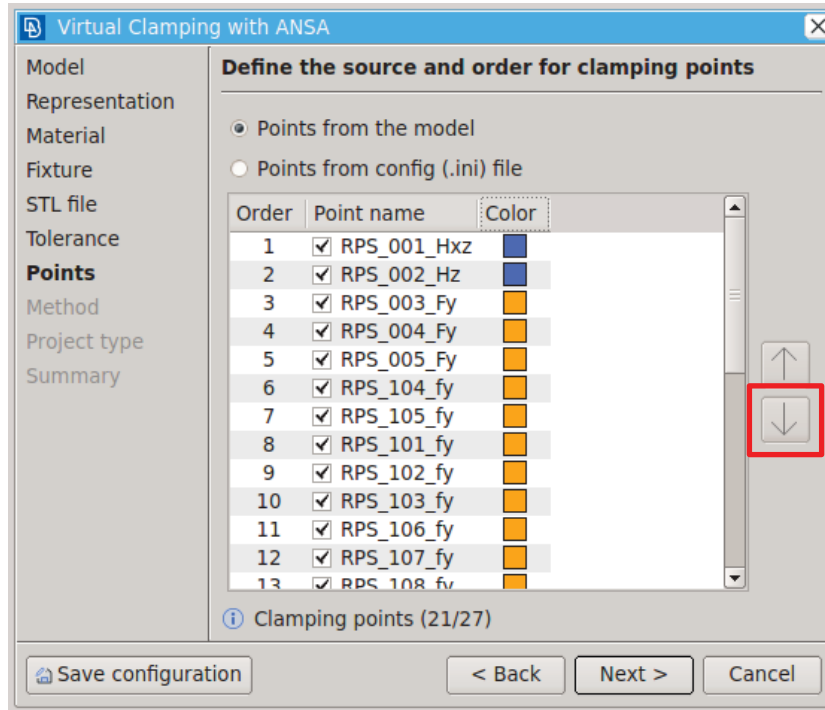 Virtual Clamping with ANSA
Model
Representation
Material
Fixture
STL file
Tolerance
Points
Method
Project type
Summary
Define the source and order for clamping points
Points from the model
Points from config (.ini) file
Order Point name Color
1 RPS_001_Hxz
2 RPS_002_Hz
3 RPS_003_Fy
4 RPS_004_Fy
5 RPS_005_Fy
6 RPS_104_fy
7 RPS_105_fy
8 RPS_101_fy
9 RPS_102_fy
10 RPS_103_fy
11 RPS_106_fy
12 RPS_107_fy
13 RPS_108_fy
Clamping points (21/27)
Save configuration < Back Next > Cancel